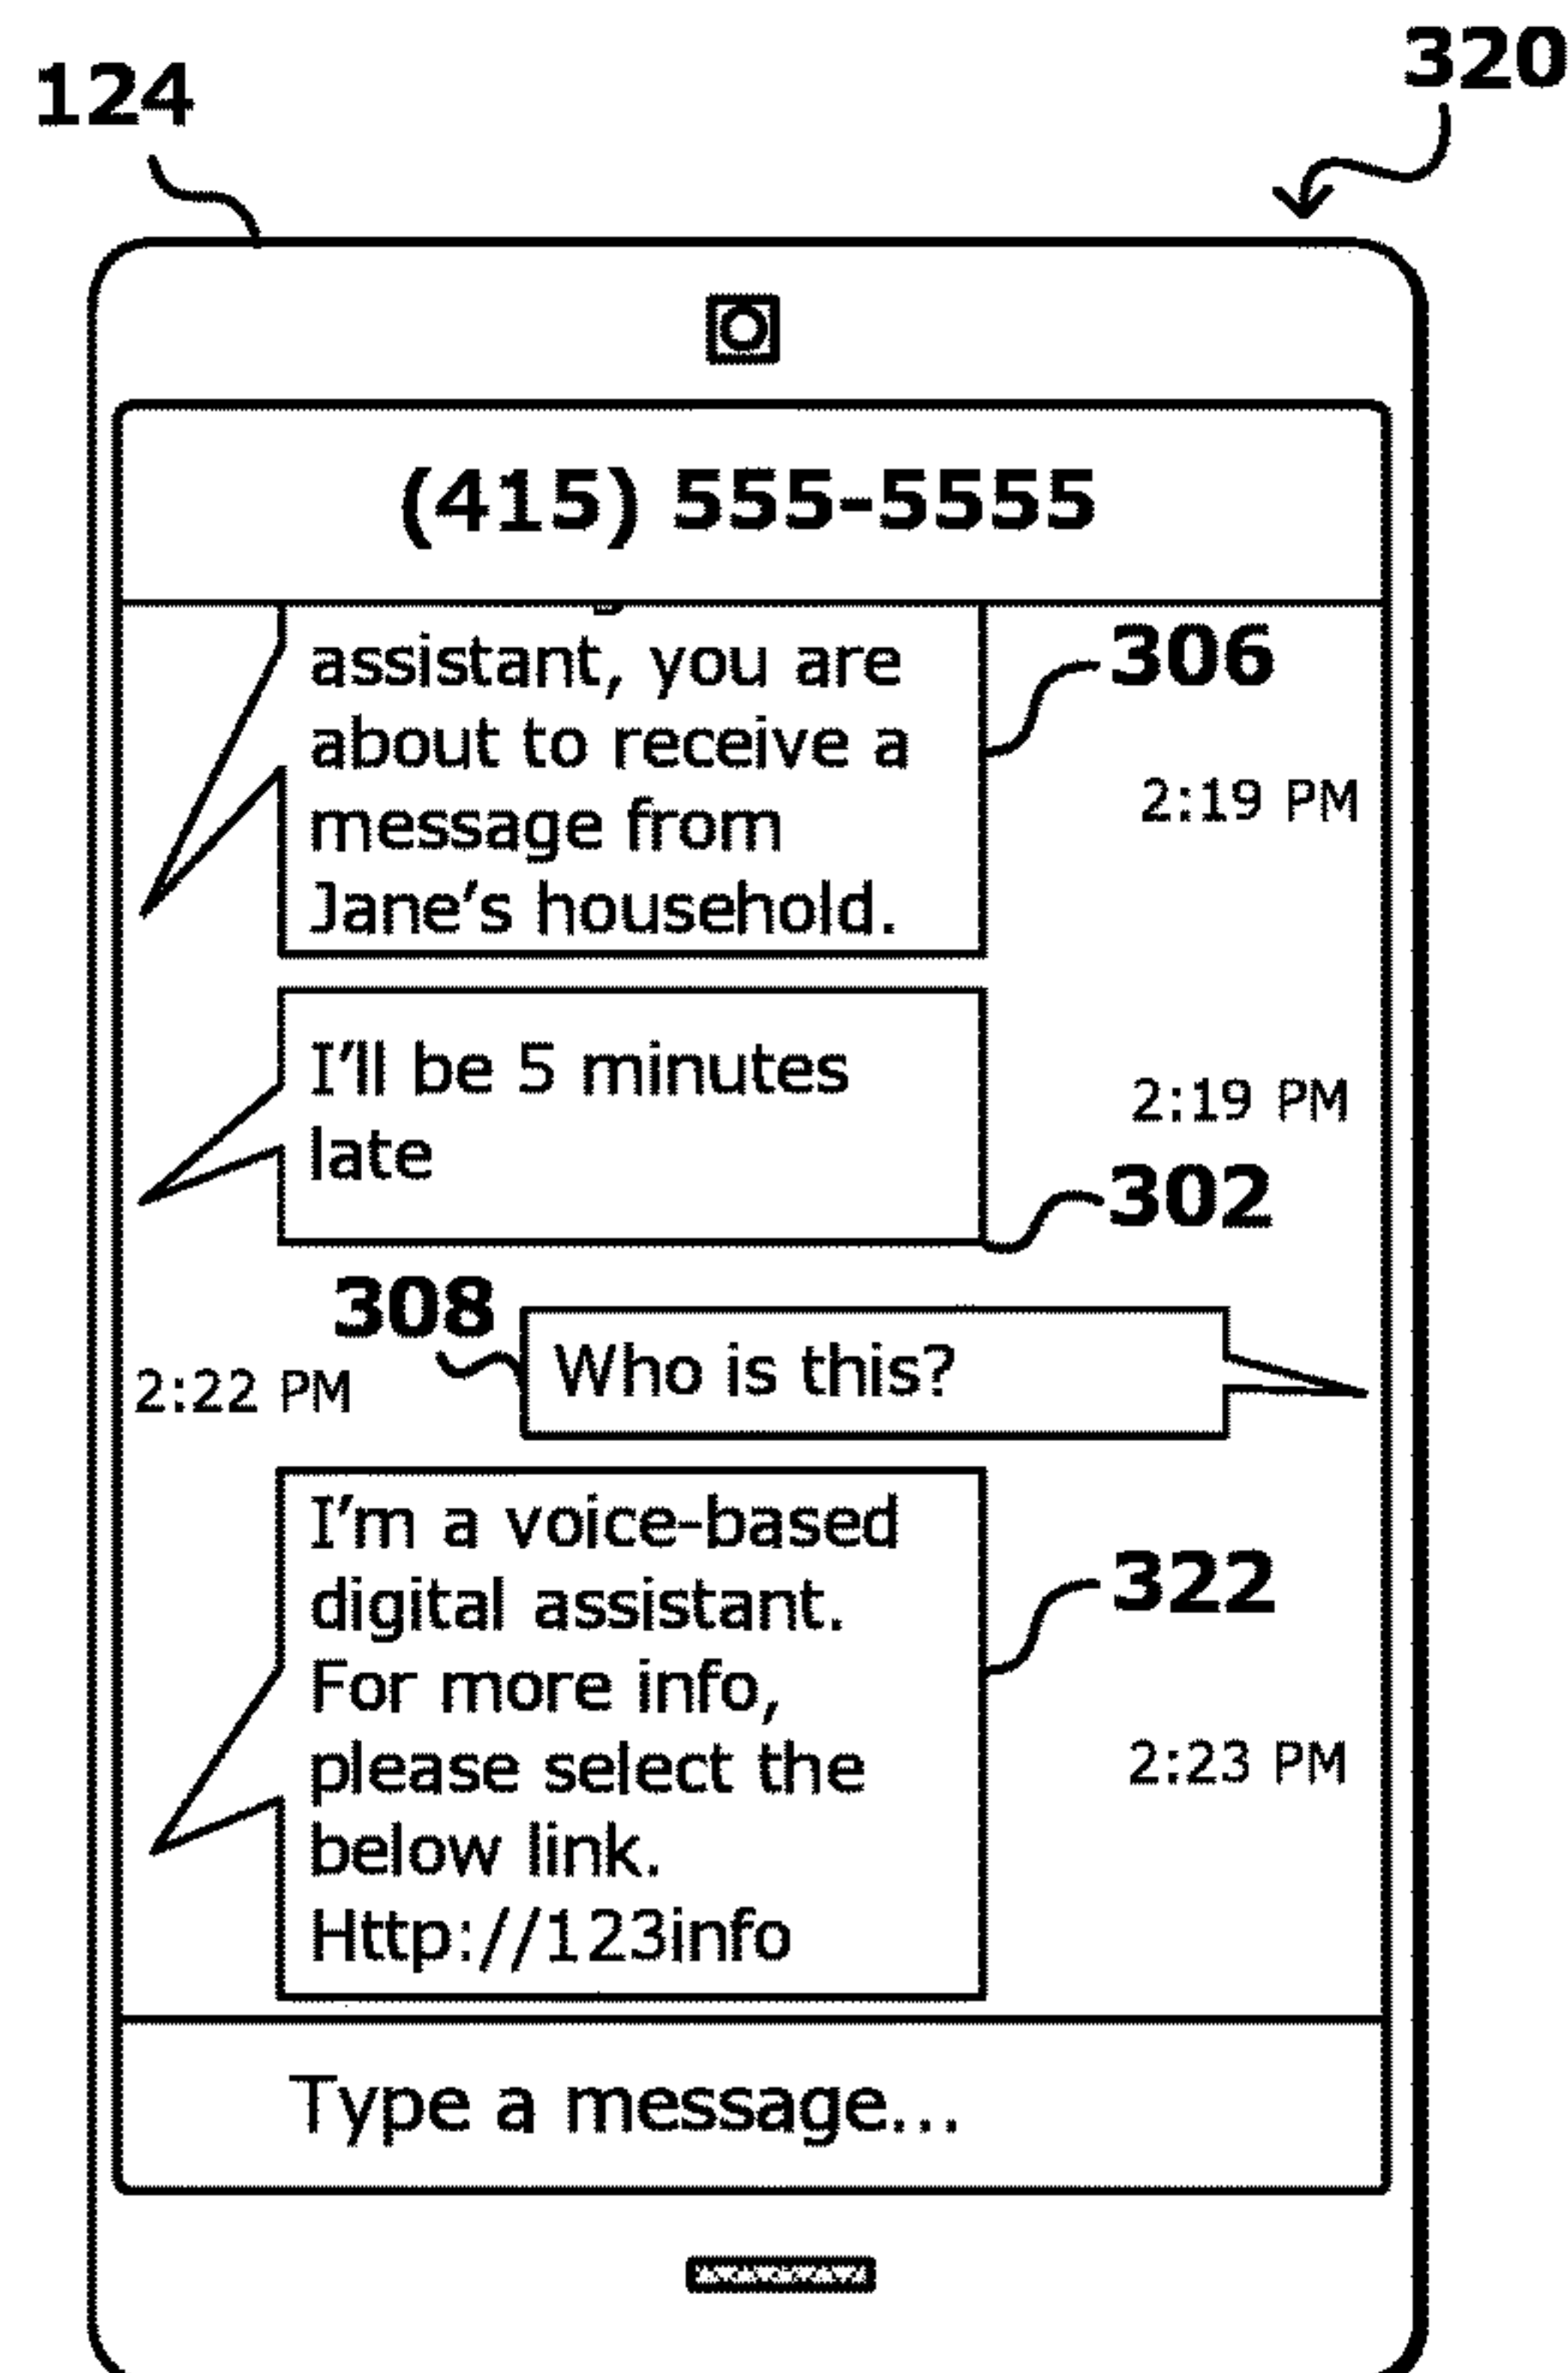 124
320
(415) 555-5555
assistant, you are
about to receive a
message from
Jane's household.
306
2:19 PM
I'll be 5 minutes
late
2:19 PM
302
308
2:22 PM
Who is this?
I'm a voice-based
digital assistant.
For more info,
please select the
below link.
Http://123info
322
2:23 PM
Type a message...